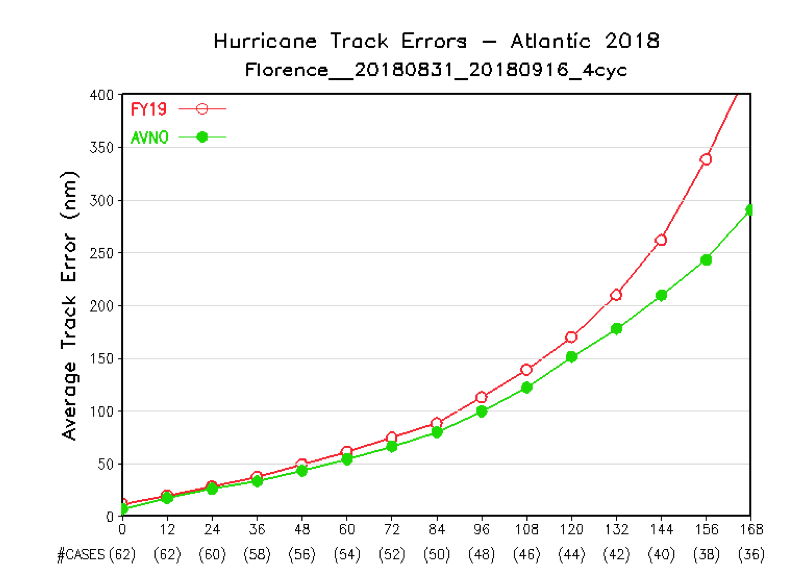 Hurricane Track Errors – Atlantic 2018
Florence__20180831_20180916_4cyc
FY19
AVNO
Average Track Error (nm)
400
350
300
250
200
150
100
50
0
0 12 24 36 48 60 72 84 96 108 120 132 144 156 168
#CASES (62) (62) (60) (58) (56) (54) (52) (50) (48) (46) (44) (42) (40) (38) (36)